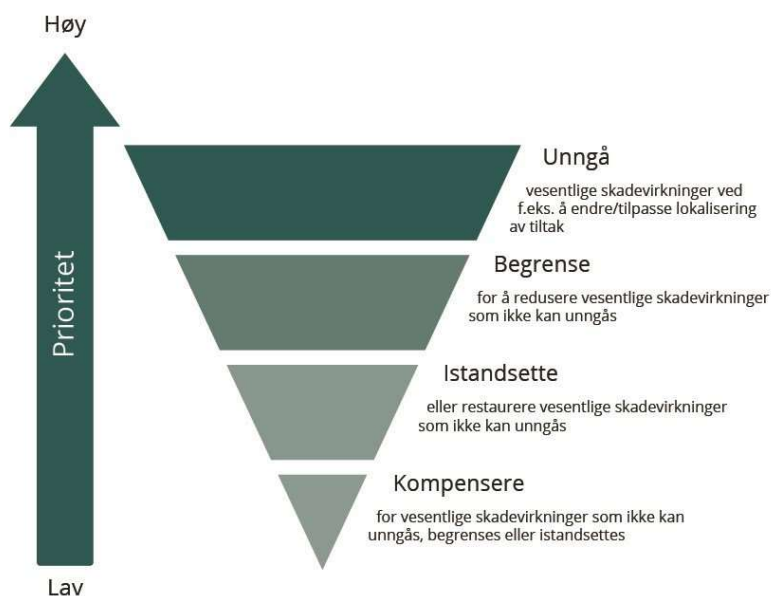 Høy
Prioritet
Lav
Unngå
vesentlige skadevirkninger ved
f.eks. å endre/tilpasse lokalisering
av tiltak
Begrense
for å redusere vesentlige skadevirkninger
som ikke kan unngås
Istandsette
eller restaurere vesentlige skadevirkninger
som ikke kan unngås
Kompensere
for vesentlige skadevirkninger som ikke kan
unngås, begrenses eller istandsettes